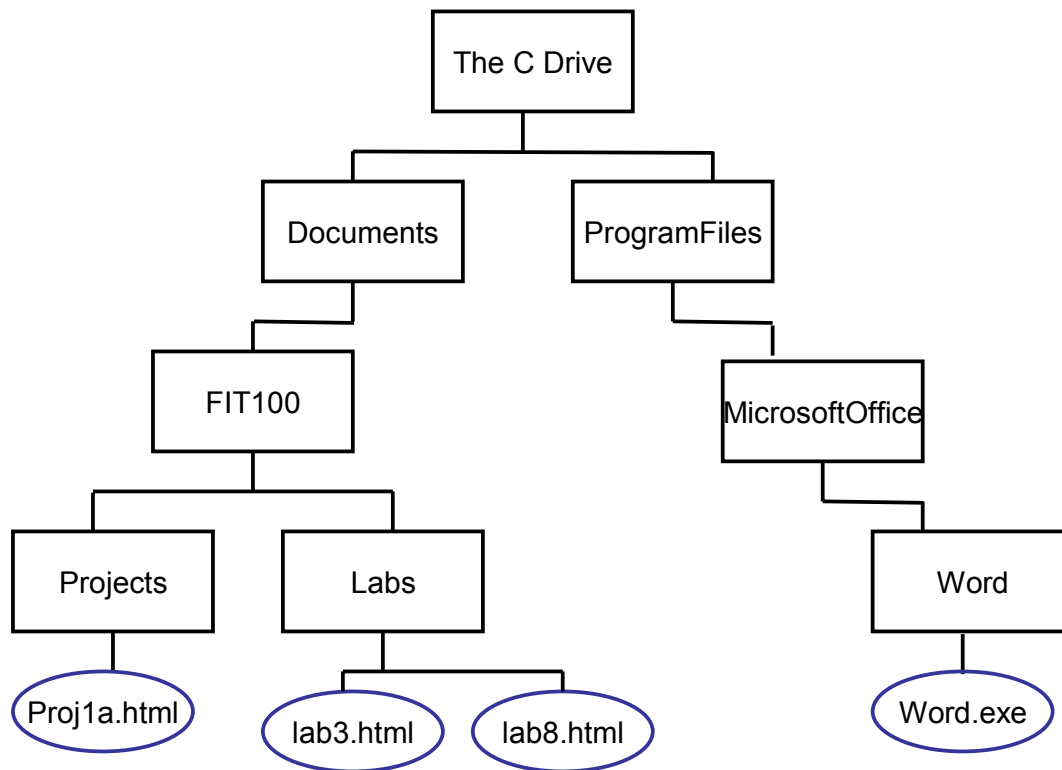 The C Drive
Documents
ProgramFiles
FIT100
MicrosoftOffice
Projects
Labs
Word
Proj1a.html
lab3.html
lab8.html
Word.exe